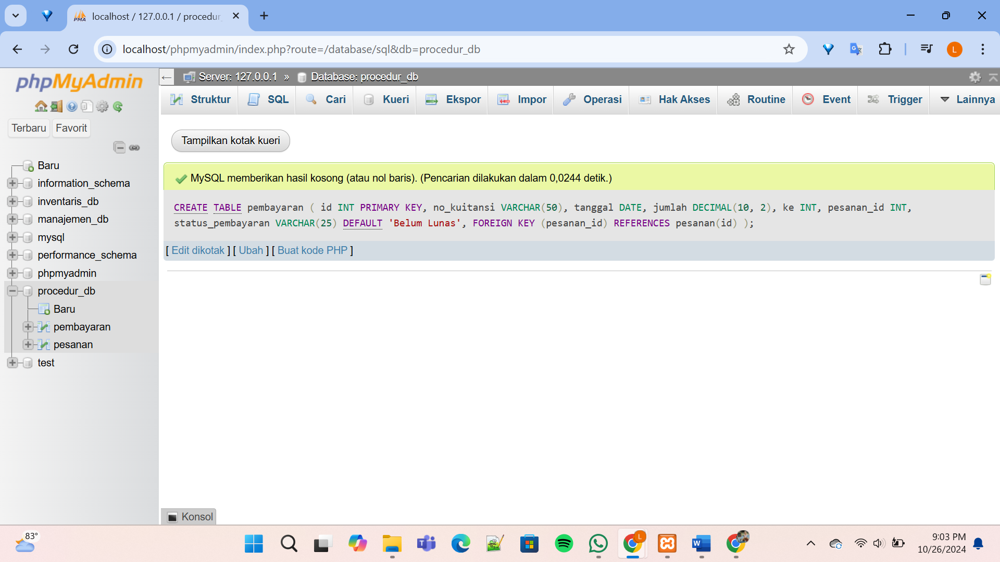 PMA localhost / 127.0.0.1 / procedur_
localhost/phpmyadmin/index.php?route=/database/sql&db=procedur_db
L
phpMyAdmin
Terbaru Favorit
Baru
information_schema
inventaris_db
manajemen_db
mysql
performance_schema
phpmyadmin
procedur_db
Baru
pembayaran
pesanan
test
Server: 127.0.0.1 » Database: procedur_db
Struktur SQL Cari Kueri Ekspor Impor Operasi Hak Akses Routine Event Trigger Lainnya
Tampilkan kotak kueri
MySQL memberikan hasil kosong (atau nol baris). (Pencarian dilakukan dalam 0,0244 detik.)
CREATE TABLE pembayaran ( id INT PRIMARY KEY, no_kuitansi VARCHAR(50), tanggal DATE, jumlah DECIMAL(10, 2), ke INT, pesanan_id INT,
status_pembayaran VARCHAR(25) DEFAULT 'Belum Lunas', FOREIGN KEY (pesanan_id) REFERENCES pesanan(id) );
[ Edit dikotak ] [ Ubah ] [ Buat kode PHP ]
Konsol
83°
L
9:03 PM
10/26/2024